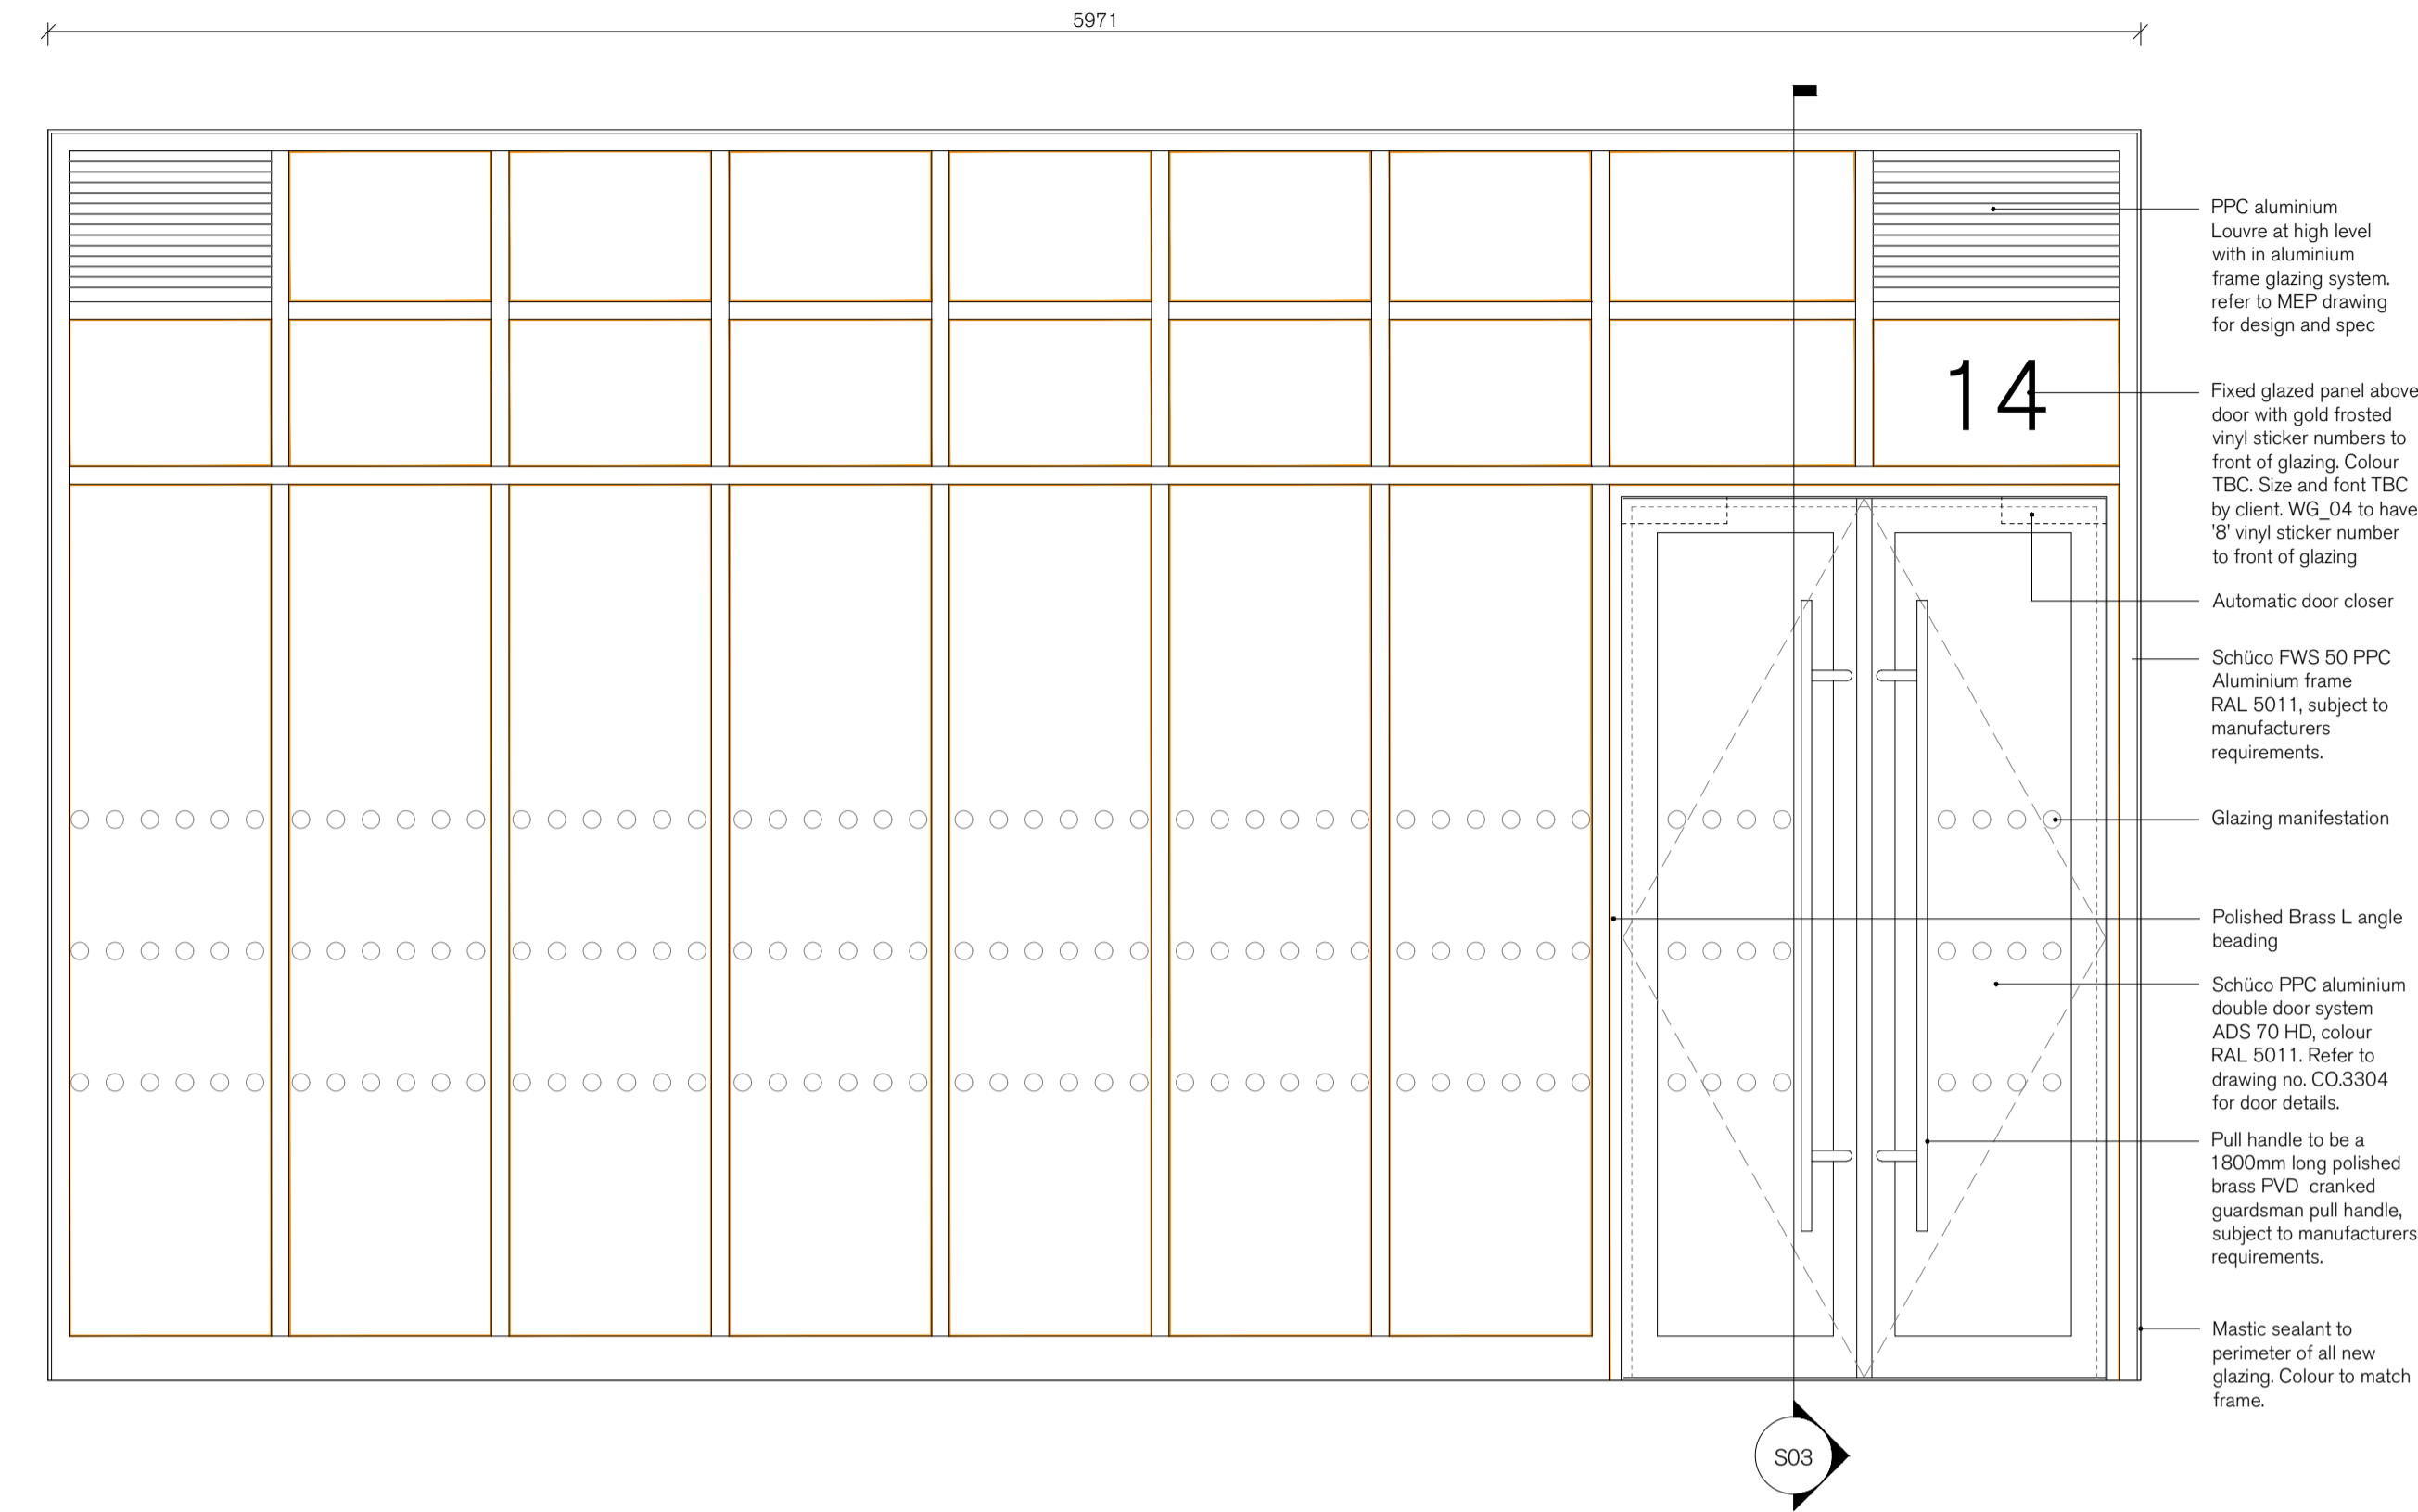 5971
PPC aluminium
Louvre at high level
with in aluminium
frame glazing system.
refer to MEP drawing
for design and spec
14
Fixed glazed panel above
door with gold frosted
vinyl sticker numbers to
front of glazing. Colour
TBC. Size and font TBC
by client. WG_04 to have
'8' vinyl sticker number
to front of glazing
Automatic door closer
Schüco FWS 50 PPC
Aluminium frame
RAL 5011, subject to
manufacturers
requirements.
Glazing manifestation
Polished Brass L angle
beading
Schüco PPC aluminium
double door system
ADS 70 HD, colour
RAL 5011. Refer to
drawing no. CO.3304
for door details.
Pull handle to be a
1800mm long polished
brass PVD  cranked
guardsman pull handle,
subject to manufacturers
requirements.
Mastic sealant to
perimeter of all new
glazing. Colour to match
frame.
S03